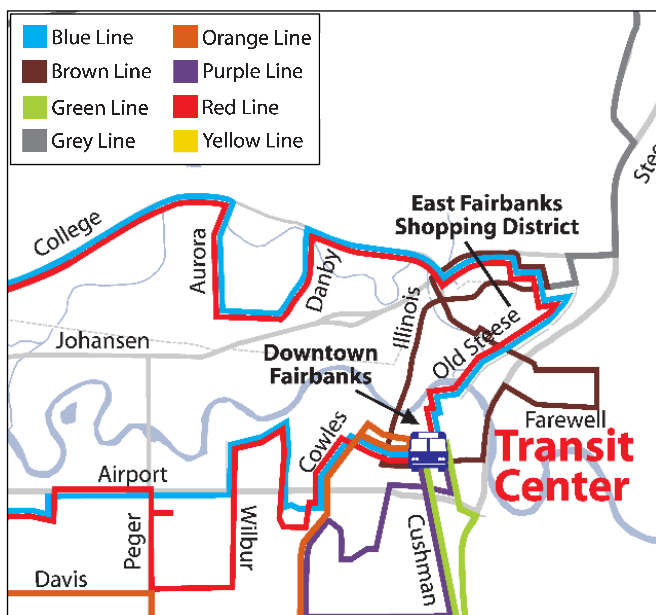 Blue Line
Orange Line
Brown Line
Purple Line
Green Line
Red Line
Grey Line
Yellow Line
Stee
East Fairbanks
Shopping District
College
Aurora
Danby
Illinois
Johansen
Old Steese
Downtown
Fairbanks
Farewell
Cowles
Transit
Center
Airport
Peger
Wilbur
Cushman
Davis